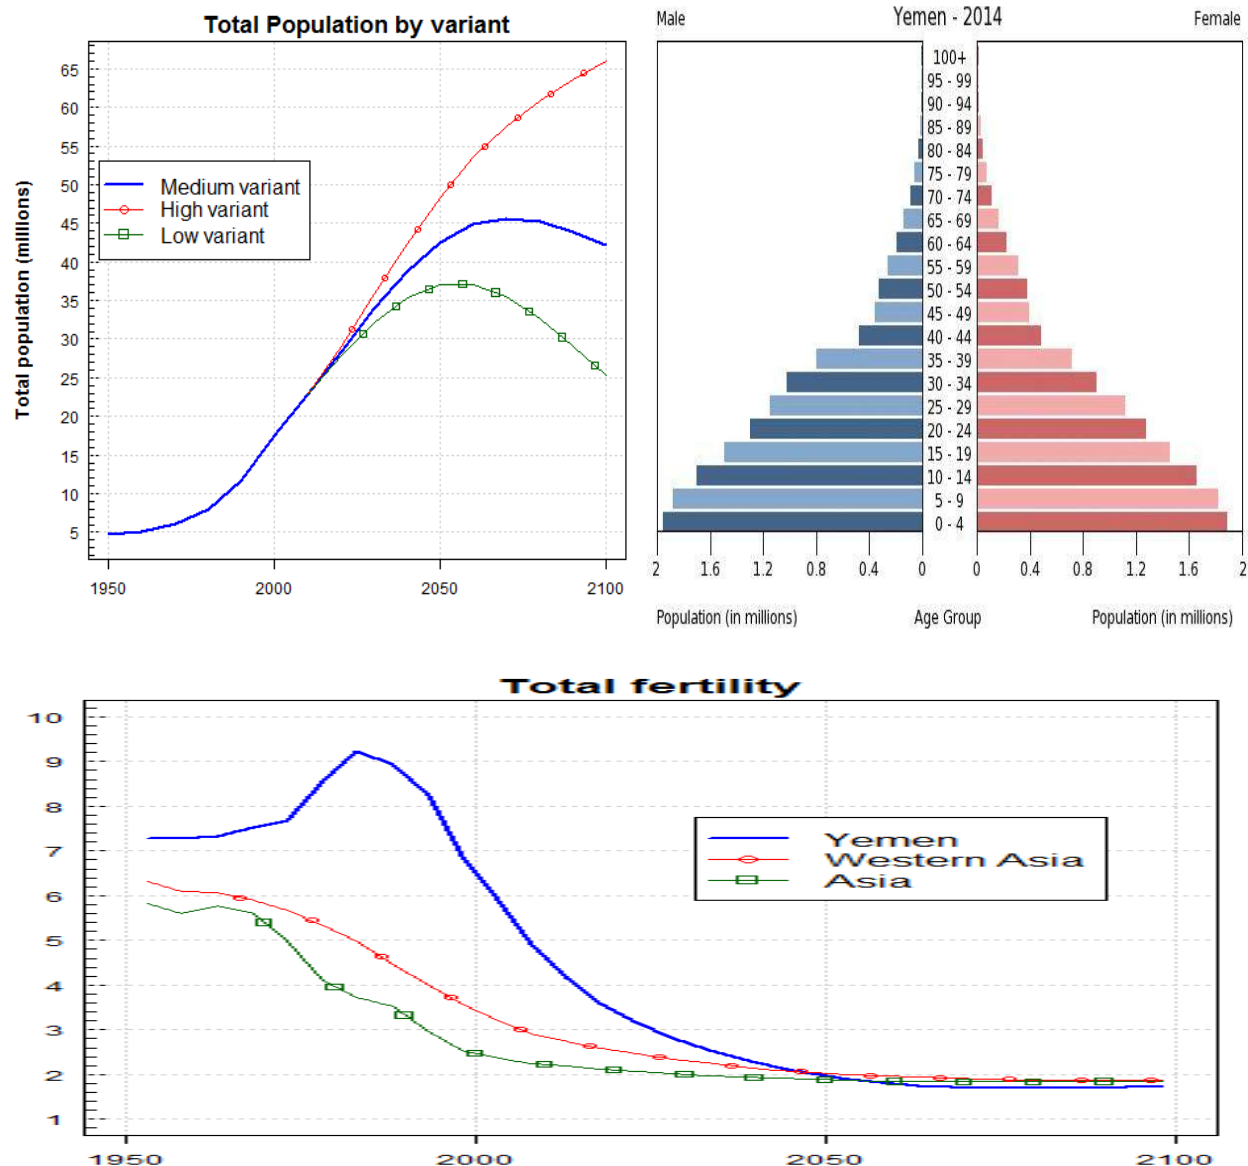 Total Population by variant
Total population (millions)
65
60
55
50
45
40
35
30
25
20
15
10
5
Medium variant
High variant
Low variant
1950 2000 2050 2100
Male Yemen - 2014 Female
100+
95 - 99
90 - 94
85 - 89
80 - 84
75 - 79
70 - 74
65 - 69
60 - 64
55 - 59
50 - 54
45 - 49
40 - 44
35 - 39
30 - 34
25 - 29
20 - 24
15 - 19
10 - 14
5 - 9
0 - 4
2 1.6 1.2 0.8 0.4 0 0 0.4 0.8 1.2 1.6 2
Population (in millions) Age Group Population (in millions)
Total fertility
10
9
8
7
6
5
4
3
2
1
Yemen
Western Asia
Asia
1950 2000 2050 2100